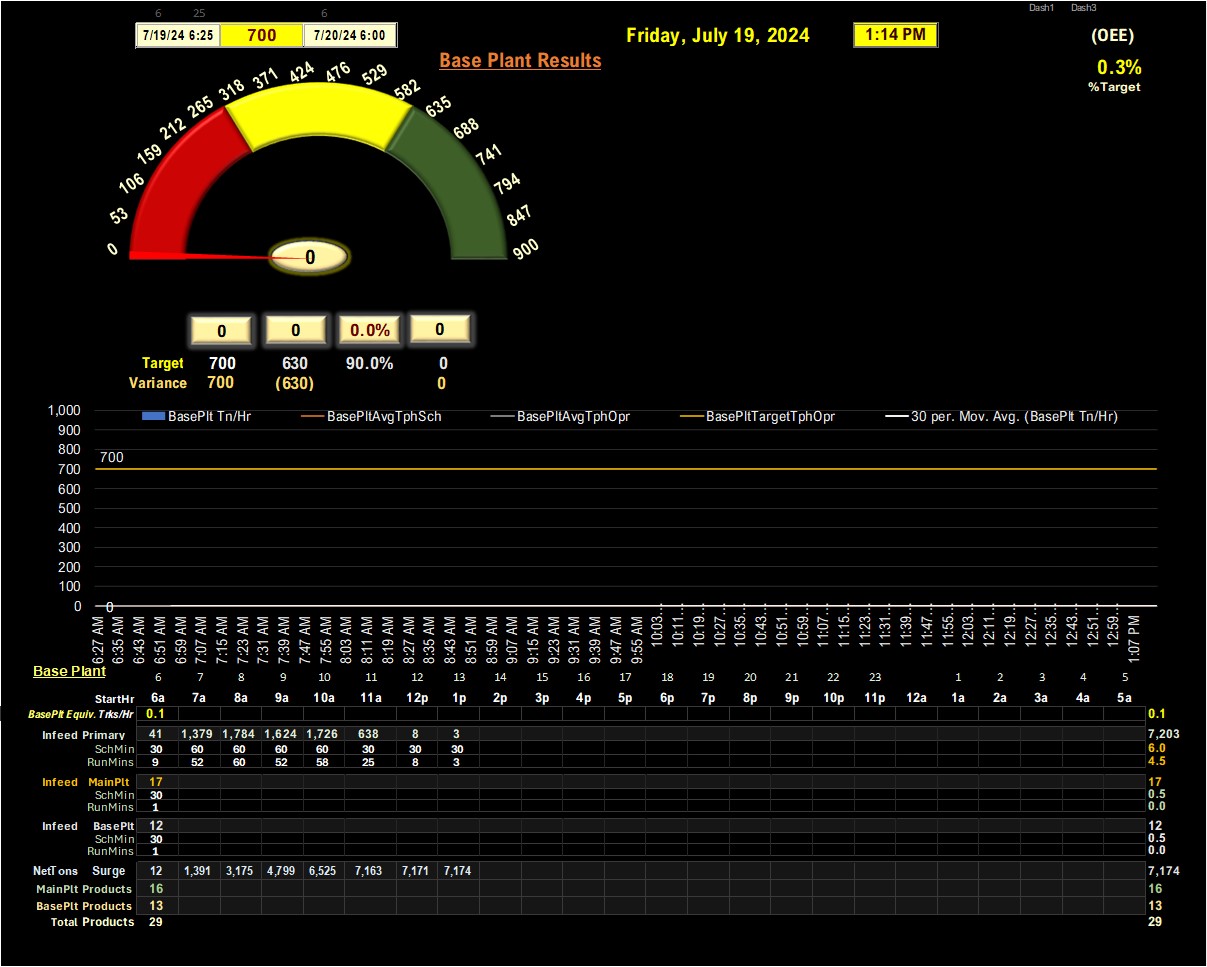 Dash1 Dash3
6 25 6
7/19/24 6:25 700 7/20/24 6:00
Friday, July 19, 2024 1:14 PM (OEE)
Base Plant Results
0.3%
%Target
0 53 106 159 212 265 318 371 424 476 529 582 635 688 741 794 847 900
0
0 0 0.0% 0
Target 700 630 90.0% 0
Variance 700 (630) 0
BasePlt Tn/Hr BasePltAvgTphSch BasePltAvgTphOpr BasePltTargetTphOpr 30 per. Mov. Avg. (BasePlt Tn/Hr)
1,000
900
800
700
700
600
500
400
300
200
100
0 0
6:27 AM 6:35 AM 6:43 AM 6:51 AM 6:59 AM 7:07 AM 7:15 AM 7:23 AM 7:31 AM 7:39 AM 7:47 AM 7:55 AM 8:03 AM 8:11 AM 8:19 AM 8:27 AM 8:35 AM 8:43 AM 8:51 AM 8:59 AM 9:07 AM 9:15 AM 9:23 AM 9:31 AM 9:39 AM 9:47 AM 9:55 AM 10:03... 10:11... 10:19... 10:27... 10:35... 10:43... 10:51... 10:59... 11:07... 11:15... 11:23... 11:31... 11:39... 11:47... 11:55... 12:03... 12:11... 12:19... 12:27... 12:35... 12:43... 12:51... 12:59... 1:07 PM
Base Plant
6 7 8 9 10 11 12 13 14 15 16 17 18 19 20 21 22 23 1 2 3 4 5
StartHr 6a 7a 8a 9a 10a 11a 12p 1p 2p 3p 4p 5p 6p 7p 8p 9p 10p 11p 12a 1a 2a 3a 4a 5a
BasePlt Equiv. Trks/Hr 0.1 0.1
Infeed Primary 41 1,379 1,784 1,624 1,726 638 8 3 7,203
SchMin 30 60 60 60 60 30 30 30 6.0
RunMins 9 52 60 52 58 25 8 3 4.5
Infeed MainPlt 17 17
SchMin 30 0.5
RunMins 1 0.0
Infeed BasePlt 12 12
SchMin 30 0.5
RunMins 1 0.0
NetTons Surge 12 1,391 3,175 4,799 6,525 7,163 7,171 7,174 7,174
MainPlt Products 16 16
BasePlt Products 13 13
Total Products 29 29